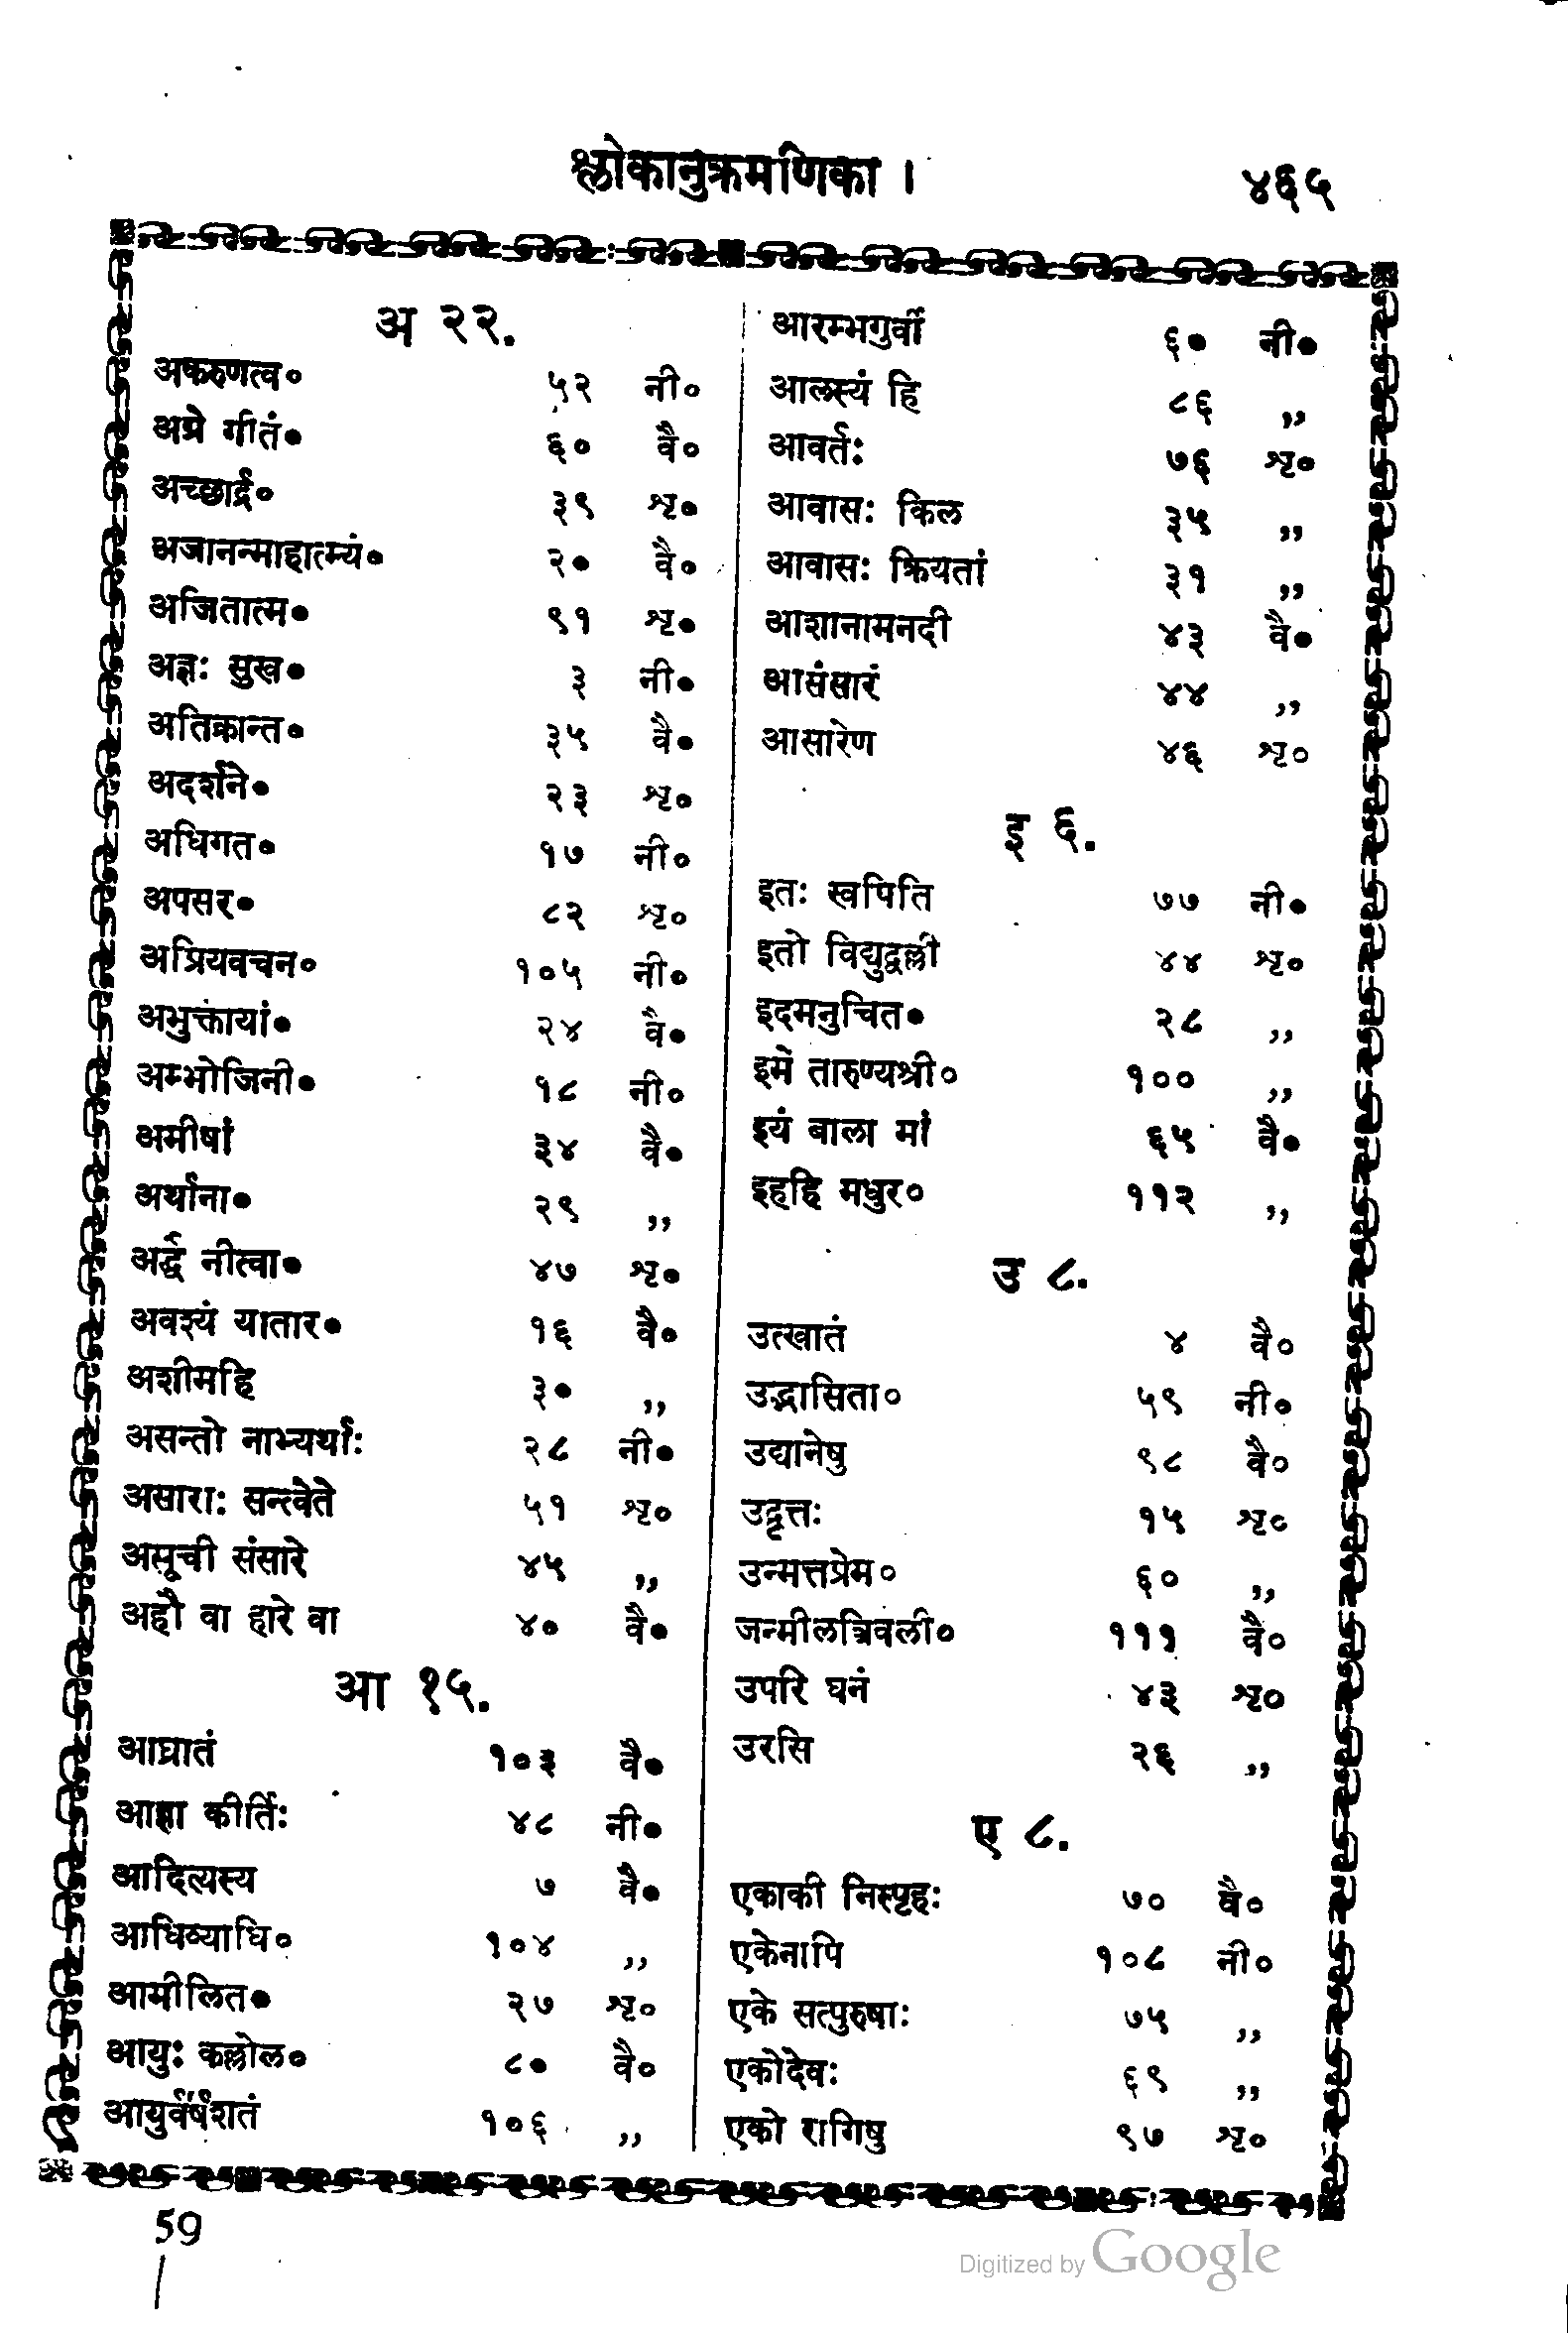 श्लोकानुक्रमणिका ।
४६५
अ २२.
अकरुणत्व० ५२ नी०
अग्रे गीतं० ६० वै०
अच्छार्द्र० ३९ शृ०
अजानन्माहात्म्यं० २० वै०
अजितात्म० ९१ शृ०
अज्ञः सुख० ३ नी०
अतिक्रान्त० ३५ वै०
अदर्शने० २३ शृ०
अधिगत० १७ नी०
अपसर० ८२ शृ०
अप्रियवचन० १०५ नी०
अभुक्तायां० २४ वै०
अम्भोजिनी० १८ नी०
अमीषां ३४ वै०
अर्थाना० २९ ,,
अर्द्धं नीत्वा० ४७ शृ०
अवश्यं यातार० १६ वै०
अशीमहि ३० ,,
असन्तो नाभ्यर्थाः २८ नी०
असाराः सन्त्वेते ५१ शृ०
असूची संसारे ४५ ,,
अहौ वा हारे वा ४० वै०
आ १५.
आघ्रातं १०३ वै०
आज्ञा कीर्तिः ४८ नी०
आदित्यस्य ७ वै०
आधिव्याधि० १०४ ,,
आमीलित० २७ शृ०
आयुः कल्लोल० ८० वै०
आयुर्वर्षशतं १०६ ,,
आरम्भगुर्वी ६० नी०
आलस्यं हि ८६ ,,
आवर्तः ७६ शृ०
आवासः किल ३५ ,,
आवासः क्रियतां ३१ ,,
आशानामनदी ४३ वै०
आसंसारं ४४ ,,
आसारेण ४६ शृ०
इ ६.
इतः स्वपिति ७७ नी०
इतो विद्युद्वल्ली ४४ शृ०
इदमनुचित० २८ ,,
इमे तारुण्यश्री० १०० ,,
इयं बाला मां ६५ वै०
इहहि मधुर० ११२ ,,
उ ८.
उत्खातं ४ वै०
उद्भासिता० ५९ नी०
उद्यानेषु ९८ वै०
उद्वृत्तः १५ शृ०
उन्मत्तप्रेम० ६० ,,
जन्मीलत्रिवली० १११ वै०
उपरि घनं ४३ शृ०
उरसि २६ ,,
ए ८.
एकाकी निस्पृहः ७० वै०
एकेनापि १०८ नी०
एके सत्पुरुषाः ७५ ,,
एकोदेवः ६९ ,,
एको रागिषु ९७ शृ०
59
Digitized by Google